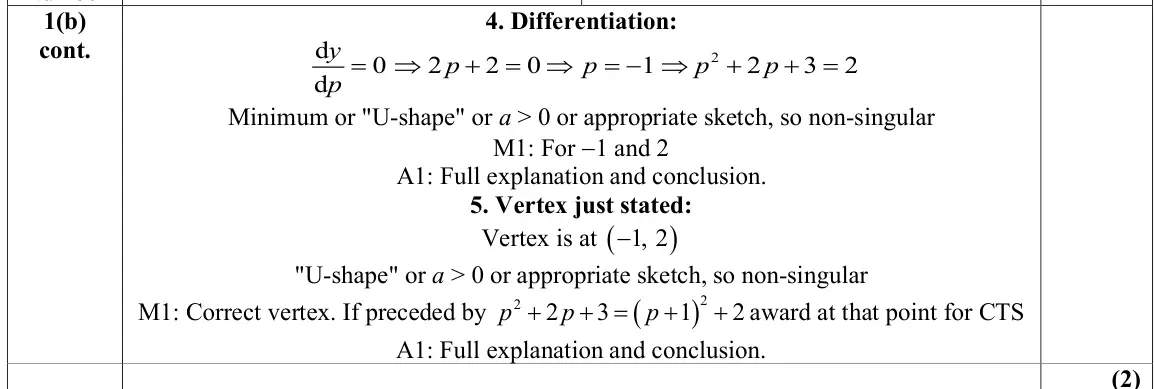 1(b)
cont.
4. Differentiation:
dy/dp = 0 ⇒ 2p + 2 = 0 ⇒ p = −1 ⇒ p² + 2p + 3 = 2
Minimum or "U-shape" or a > 0 or appropriate sketch, so non-singular
M1: For −1 and 2
A1: Full explanation and conclusion.
5. Vertex just stated:
Vertex is at (−1, 2)
"U-shape" or a > 0 or appropriate sketch, so non-singular
M1: Correct vertex. If preceded by p² + 2p + 3 = (p + 1)² + 2 award at that point for CTS
A1: Full explanation and conclusion.
(2)